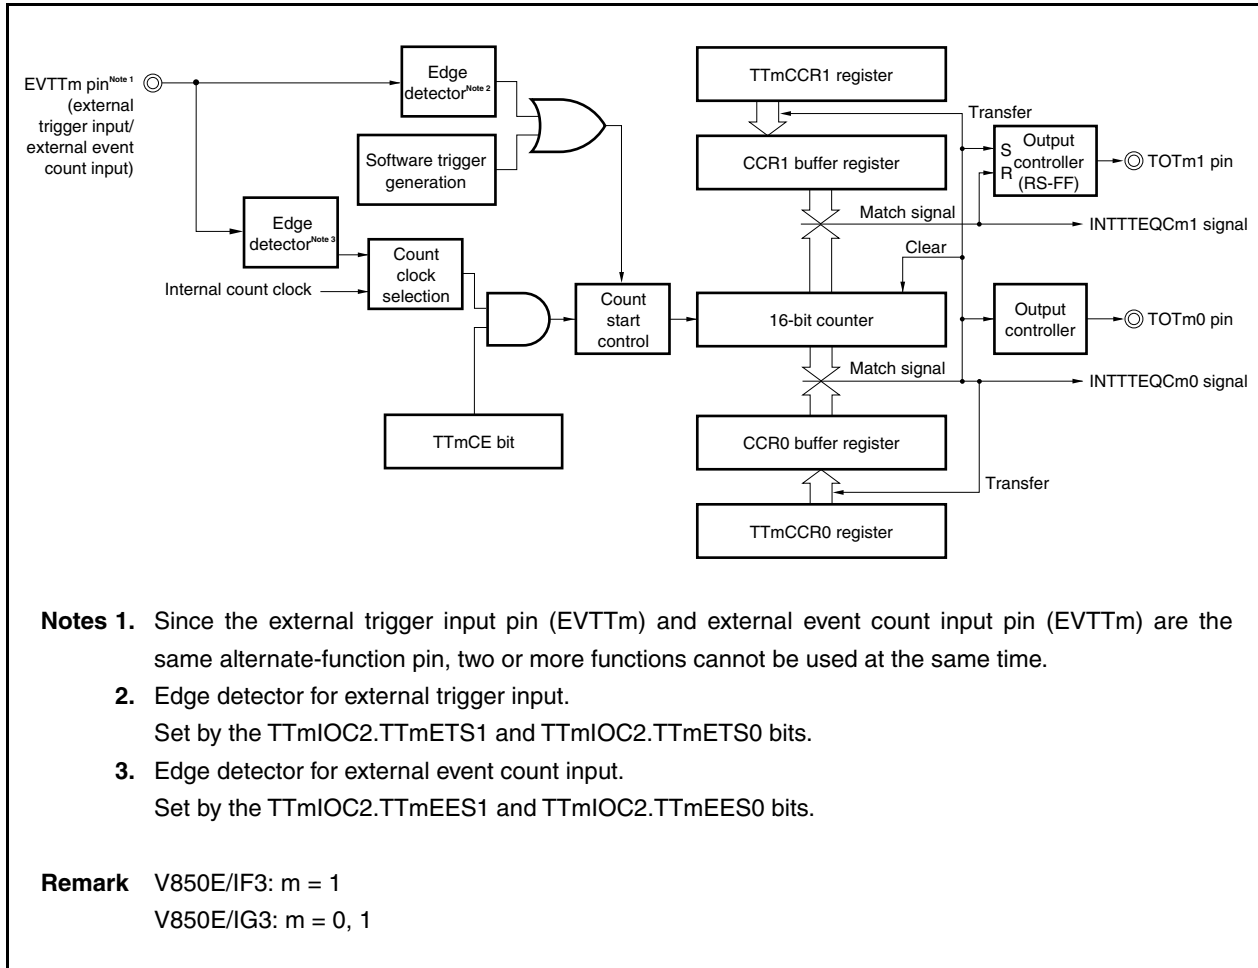 EVTTm pin Note 1
(external
trigger input/
external event
count input)
Edge
detector Note 2
Software trigger
generation
Edge
detector Note 3
Internal count clock
Count
clock
selection
TTmCE bit
Count
start
control
TTmCCR1 register
Transfer
CCR1 buffer register
Match signal
Clear
16-bit counter
Match signal
CCR0 buffer register
Transfer
TTmCCR0 register
S
R
Output
controller
(RS-FF)
TOTm1 pin
INTTTEQCm1 signal
Output
controller
TOTm0 pin
INTTTEQCm0 signal
Notes 1. Since the external trigger input pin (EVTTm) and external event count input pin (EVTTm) are the
same alternate-function pin, two or more functions cannot be used at the same time.
2. Edge detector for external trigger input.
Set by the TTmIOC2.TTmETS1 and TTmIOC2.TTmETS0 bits.
3. Edge detector for external event count input.
Set by the TTmIOC2.TTmEES1 and TTmIOC2.TTmEES0 bits.
Remark V850E/IF3: m = 1
V850E/IG3: m = 0, 1